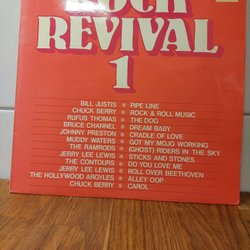 ROCK
REVIVAL
1
BILL JUSTIS * PIPE LINE
CHUCK BERRY * ROCK & ROLL MUSIC
RUFUS THOMAS * THE DOG
BRUCE CHANNEL * DREAM BABY
JOHNNY PRESTON * CRADLE OF LOVE
MUDDY WATERS * GOT MY MOJO WORKING
THE RAMRODS * (GHOST) RIDERS IN THE SKY
JERRY LEE LEWIS * STICKS AND STONES
THE CONTOURS * DO YOU LOVE ME
JERRY LEE LEWIS * ROLL OVER BEETHOVEN
THE HOLLYWOOD ARGYLES * ALLEY OOP
CHUCK BERRY * CAROL